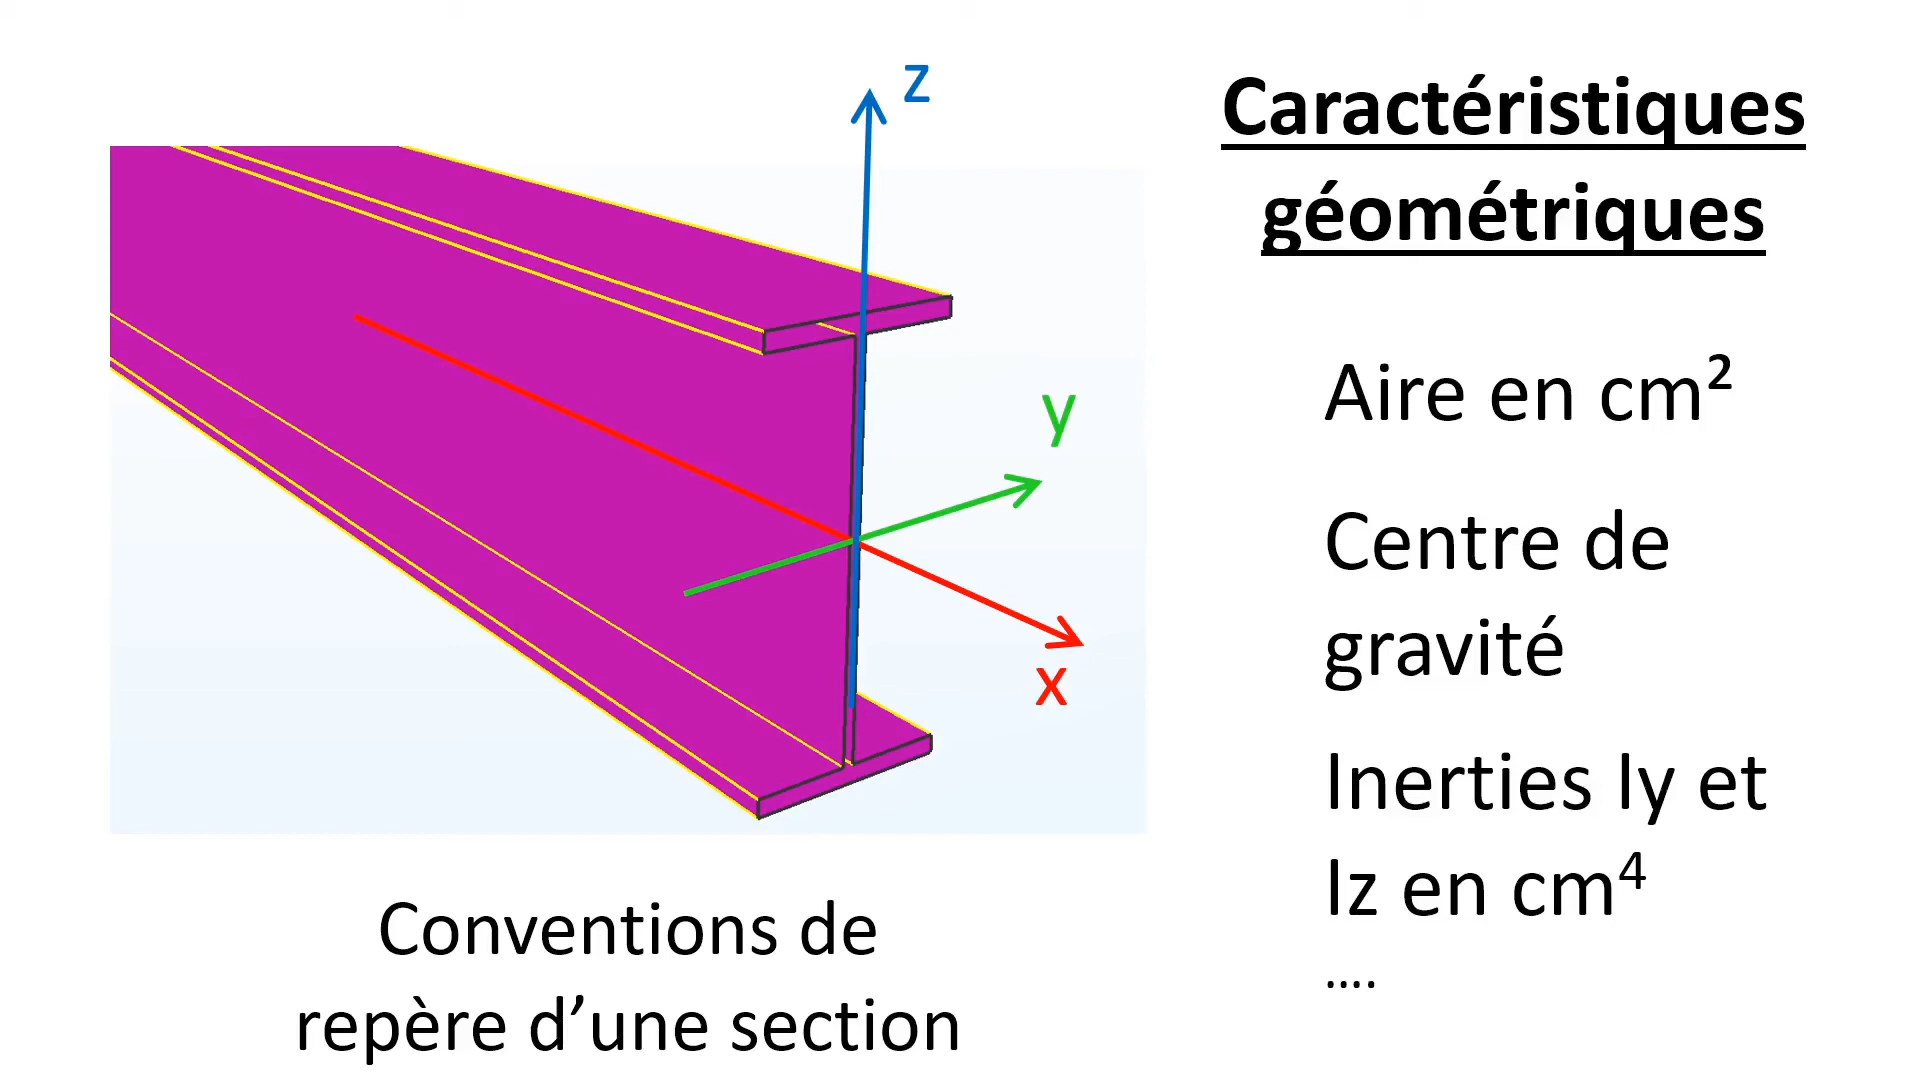 z
y
x
Conventions de
repère d’une section
Caractéristiques
géométriques
Aire en cm²
Centre de
gravité
Inerties Iy et
Iz en cm⁴
....